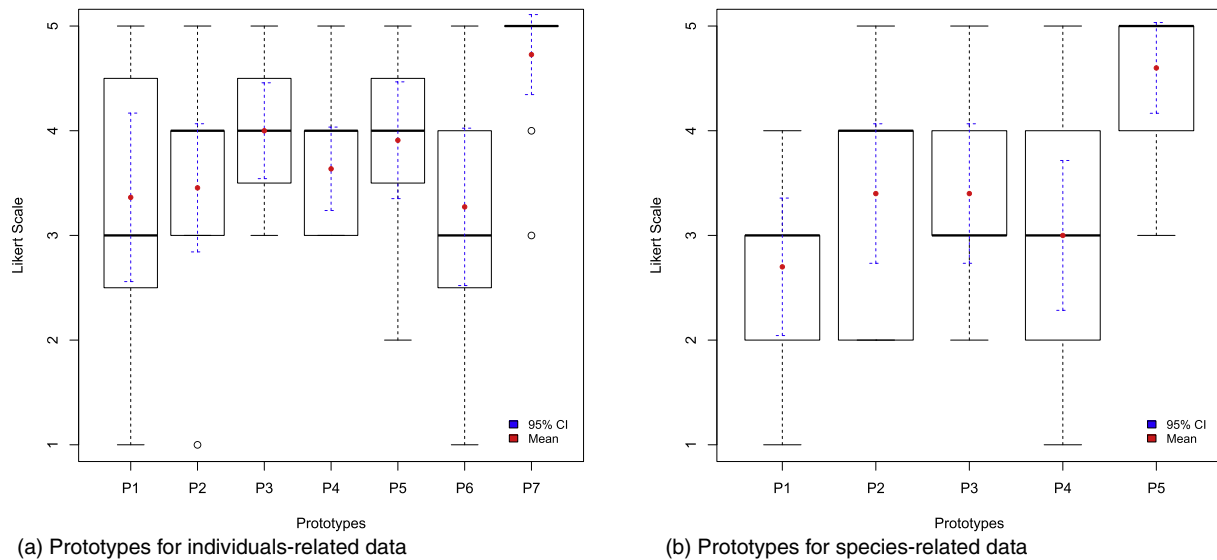 5
4
3
2
1
Likert Scale
95% CI
Mean
P1 P2 P3 P4 P5 P6 P7
Prototypes
(a) Prototypes for individuals-related data
5
4
3
2
1
Likert Scale
95% CI
Mean
P1 P2 P3 P4 P5
Prototypes
(b) Prototypes for species-related data